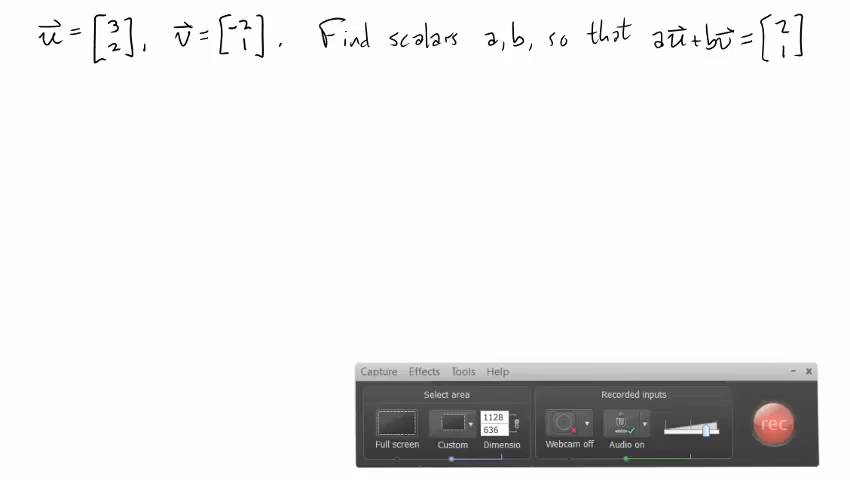 u⃗ = [3 2], v⃗ = [-2 1]. Find scalars a, b, so that au⃗ + bv⃗ = [2 1]
Capture Effects Tools Help
Select area
Recorded inputs
1128
636
rec
Full screen Custom Dimensio Webcam off Audio on